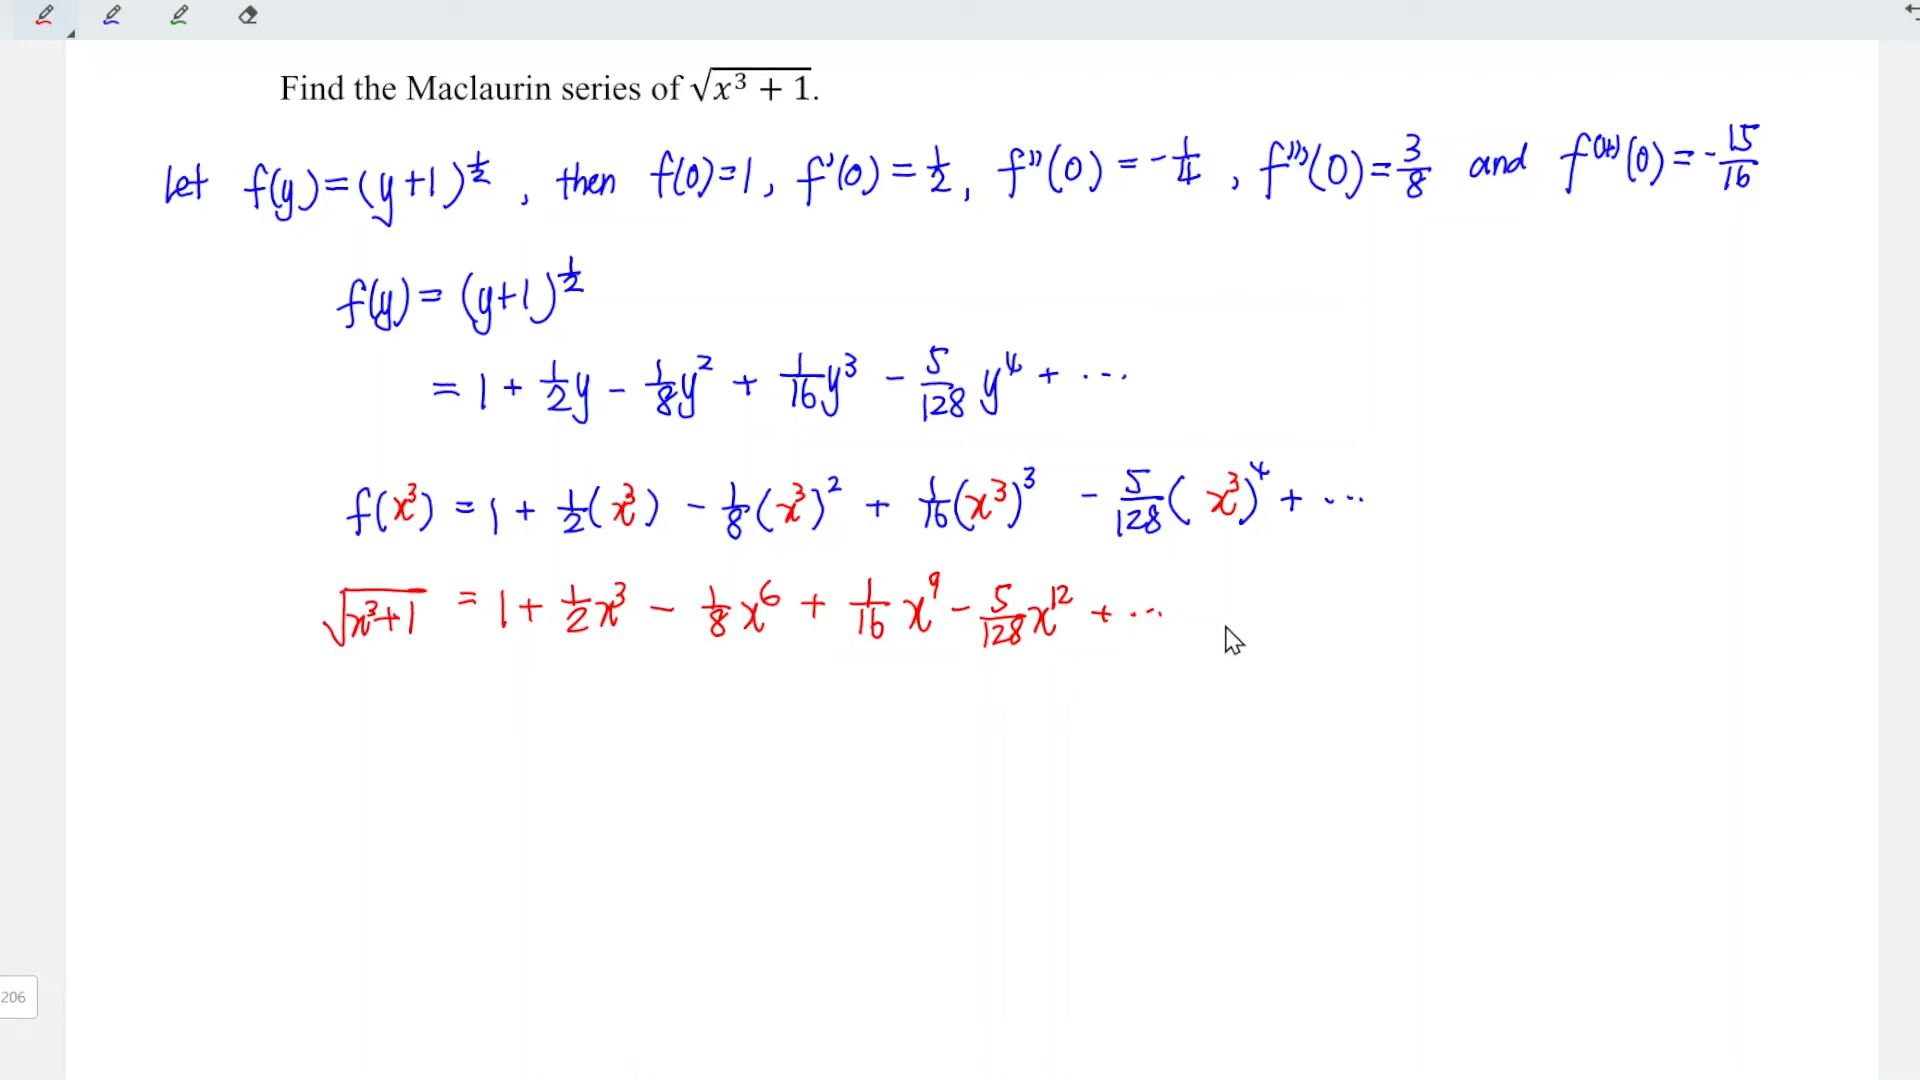 Find the Maclaurin series of √(x³ + 1).
Let f(y)=(y+1)^½, then f(0)=1, f'(0)=½, f''(0)=-¼, f'''(0)=3/8 and f⁽⁴⁾(0)=-15/16
f(y)=(y+1)^½
= 1 + ½y - ⅛y² + 1/16 y³ - 5/128 y⁴ + ...
f(x³) = 1 + ½(x³) - ⅛(x³)² + 1/16(x³)³ - 5/128(x³)⁴ + ...
√(x³+1) = 1 + ½x³ - ⅛x⁶ + 1/16 x⁹ - 5/128 x¹² + ...
206